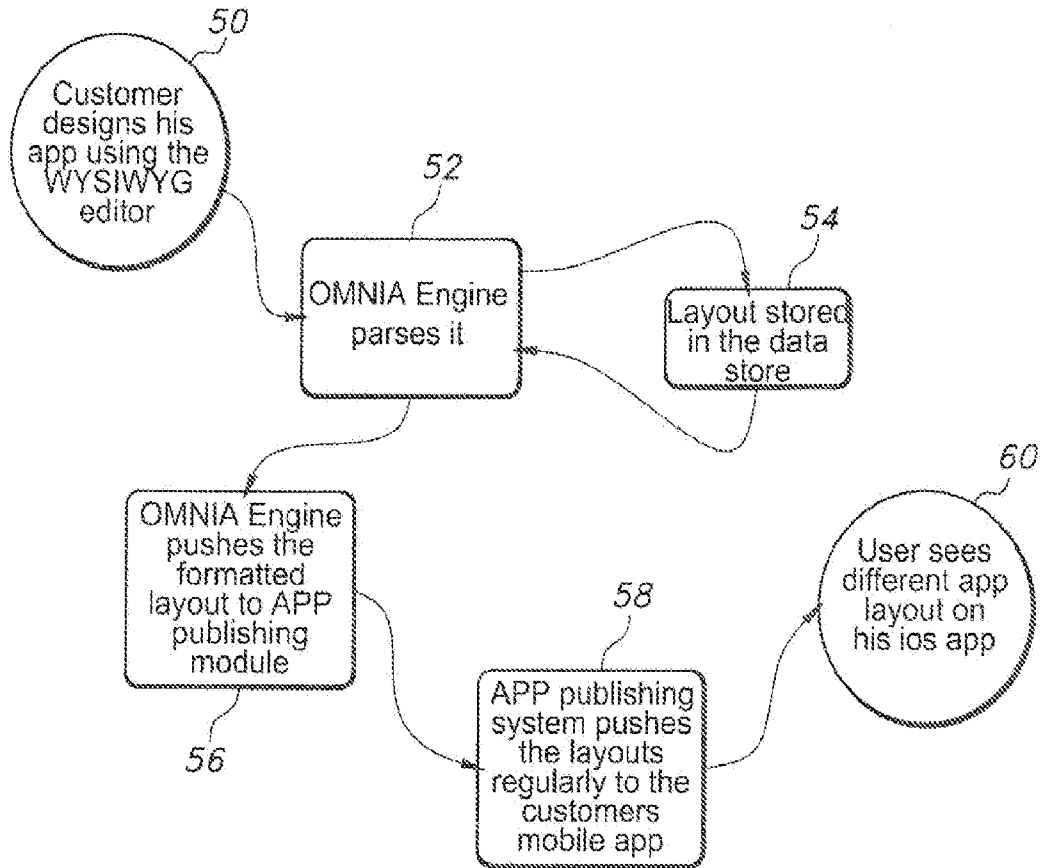 50
Customer
designs his
app using the
WYSIWYG
editor
52
OMNIA Engine
parses it
54
Layout stored
in the data
store
OMNIA Engine
pushes the
formatted
layout to APP
publishing
module
56
58
APP publishing
system pushes
the layouts
regularly to the
customers
mobile app
60
User sees
different app
layout on
his ios app